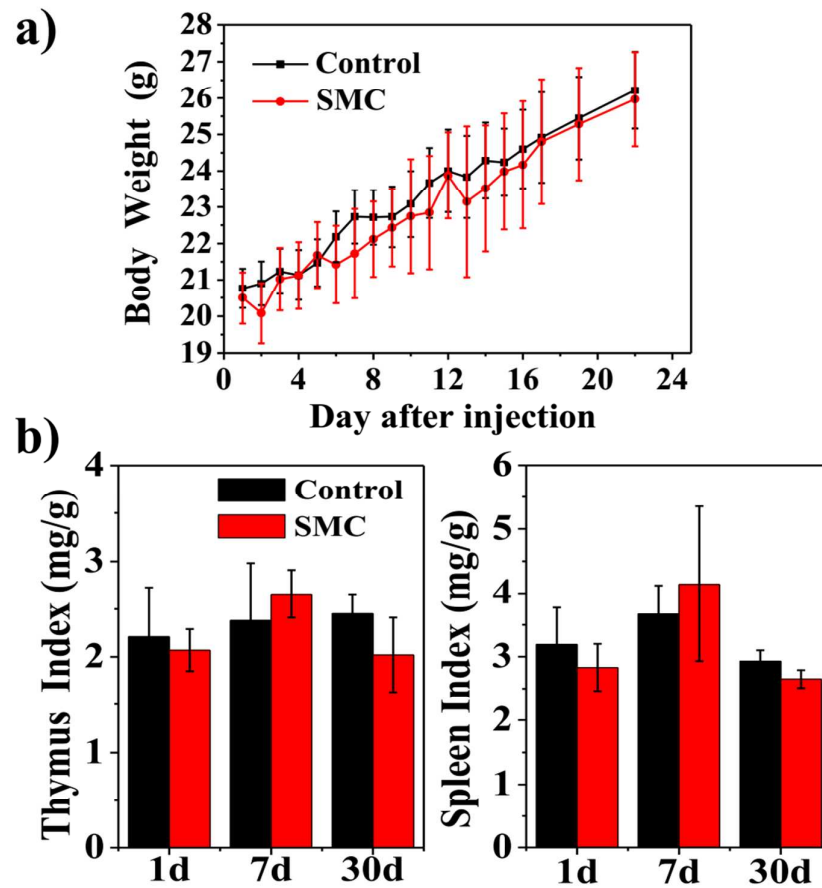 a)
Body Weight (g)
28
27
26
25
24
23
22
21
20
19
Control
SMC
0 4 8 12 16 20 24
Day after injection
b)
Thymus Index (mg/g)
4
3
2
1
0
Control
SMC
1d 7d 30d
Spleen Index (mg/g)
6
5
4
3
2
1
0
1d 7d 30d